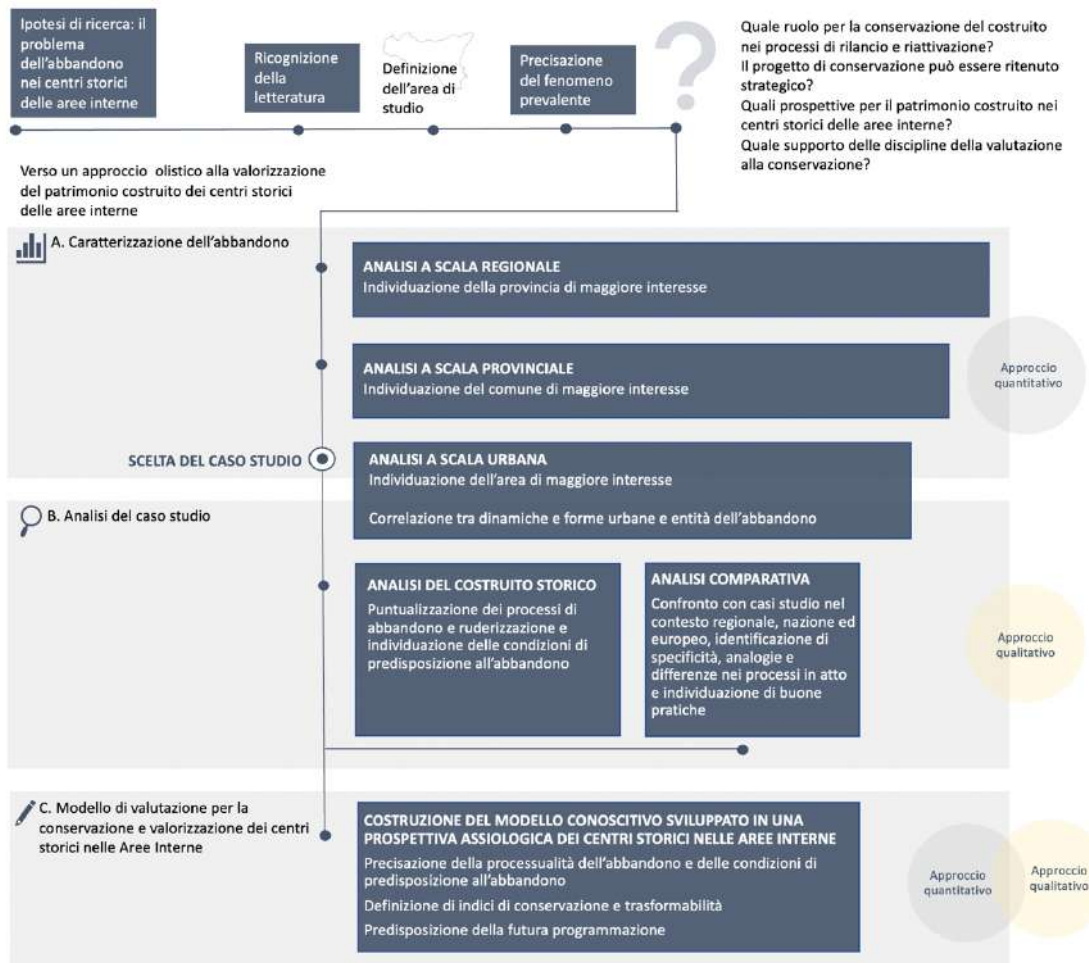 Ipotesi di ricerca: il
problema
dell'abbandono
nei centri storici
delle aree interne
Ricognizione
della
letteratura
Definizione
dell'area di
studio
Precisazione
del fenomeno
prevalente
?
Quale ruolo per la conservazione del costruito
nei processi di rilancio e riattivazione?
Il progetto di conservazione può essere ritenuto
strategico?
Quali prospettive per il patrimonio costruito nei
centri storici delle aree interne?
Quale supporto delle discipline della valutazione
alla conservazione?
Verso un approccio olistico alla valorizzazione
del patrimonio costruito dei centri storici
delle aree interne
A. Caratterizzazione dell'abbandono
ANALISI A SCALA REGIONALE
Individuazione della provincia di maggiore interesse
ANALISI A SCALA PROVINCIALE
Individuazione del comune di maggiore interesse
Approccio
quantitativo
SCELTA DEL CASO STUDIO
ANALISI A SCALA URBANA
Individuazione dell'area di maggiore interesse
Correlazione tra dinamiche e forme urbane e entità dell'abbandono
B. Analisi del caso studio
ANALISI DEL COSTRUITO STORICO
Puntualizzazione dei processi di
abbandono e ruderizzazione e
individuazione delle condizioni di
predisposizione all'abbandono
ANALISI COMPARATIVA
Confronto con casi studio nel
contesto regionale, nazione ed
europeo, identificazione di
specificità, analogie e
differenze nei processi in atto
e individuazione di buone
pratiche
Approccio
qualitativo
C. Modello di valutazione per la
conservazione e valorizzazione dei centri
storici nelle Aree Interne
COSTRUZIONE DEL MODELLO CONOSCITIVO SVILUPPATO IN UNA
PROSPETTIVA ASSIOLOGICA DEI CENTRI STORICI NELLE AREE INTERNE
Precisazione della processualità dell'abbandono e delle condizioni di
predisposizione all'abbandono
Definizione di indici di conservazione e trasformabilità
Predisposizione della futura programmazione
Approccio
quantitativo
Approccio
qualitativo